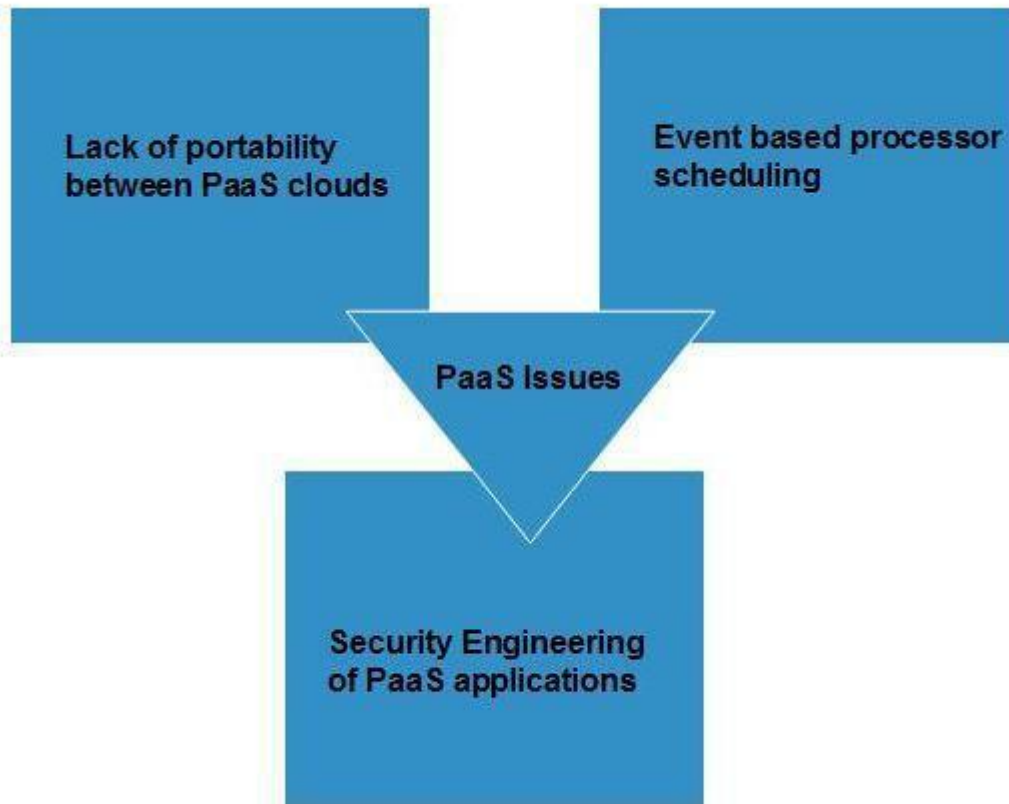 Lack of portability
between PaaS clouds
Event based processor
scheduling
PaaS Issues
Security Engineering
of PaaS applications